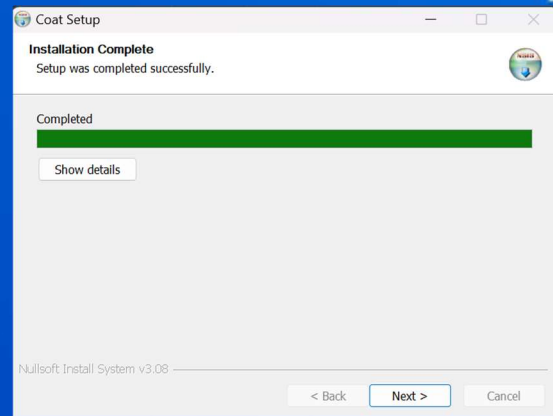 Coat Setup
Installation Complete
Setup was completed successfully.
Completed
Show details
Nullsoft Install System v3.08
< Back
Next >
Cancel